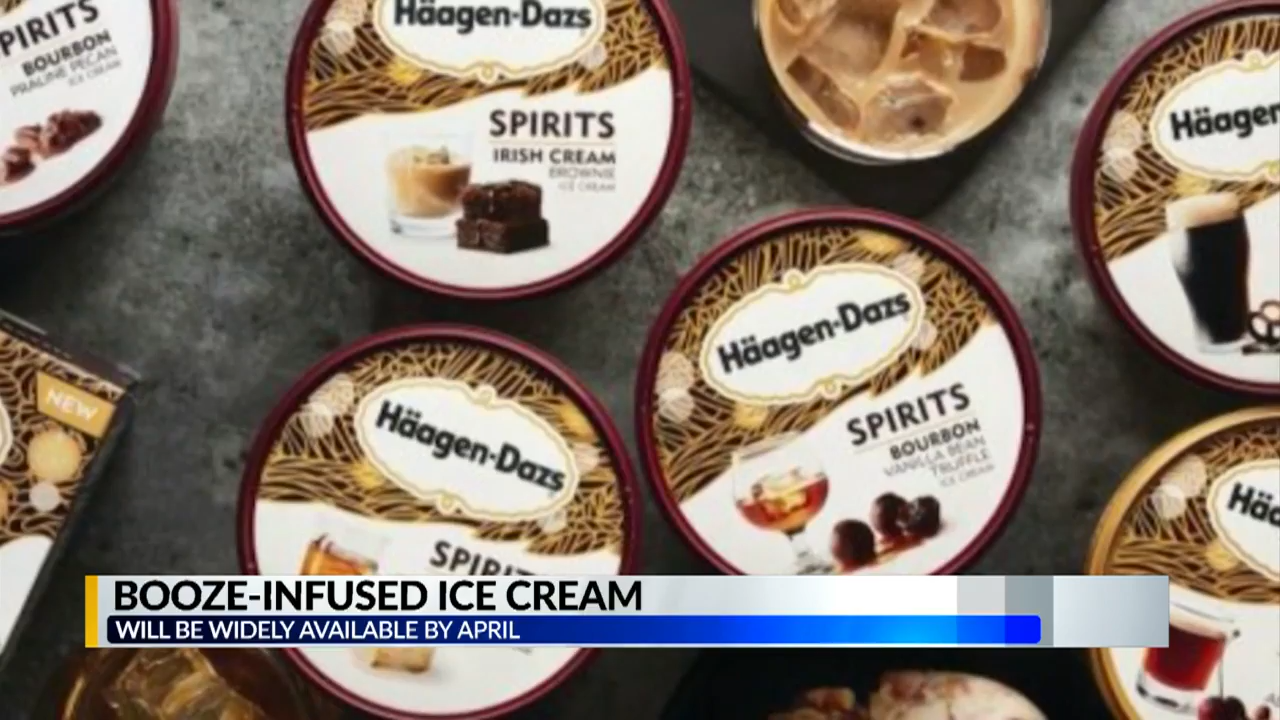 SPIRITS
BOURBON
PRALINE PECAN
ICE CREAM
Häagen-Dazs
SPIRITS
IRISH CREAM
BROWNIE
ICE CREAM
Häagen-Dazs
SPIRITS
BOURBON
VANILLA BEAN
TRUFFLE
ICE CREAM
Häagen
NEW
Häagen-Dazs
SPIRITS
Häa
BOOZE-INFUSED ICE CREAM
WILL BE WIDELY AVAILABLE BY APRIL